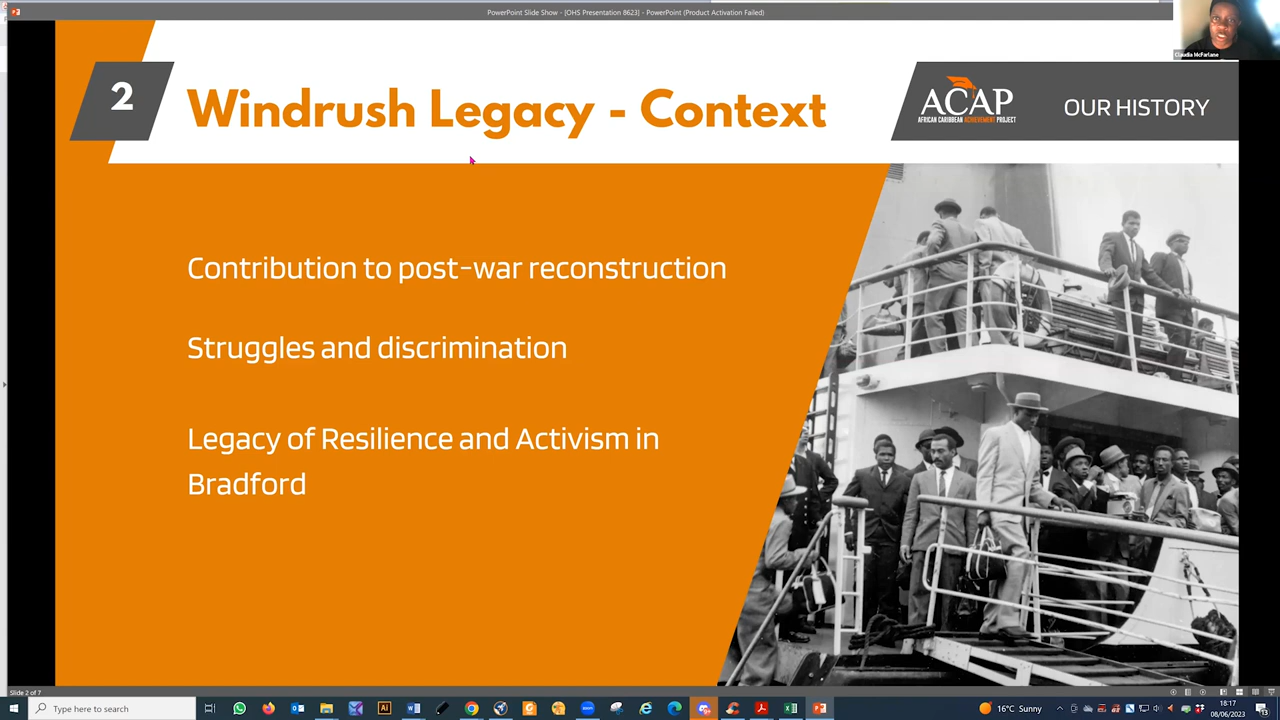 PowerPoint Slide Show - [OHS Presentation 8623] - PowerPoint (Product Activation Failed)
Claudia McFarlane
2
Windrush Legacy - Context
ACAP
AFRICAN CARIBBEAN ACHIEVEMENT PROJECT
OUR HISTORY
Contribution to post-war reconstruction
Struggles and discrimination
Legacy of Resilience and Activism in
Bradford
Slide 2 of 7
Type here to search
16°C Sunny
18:17
08/06/2023